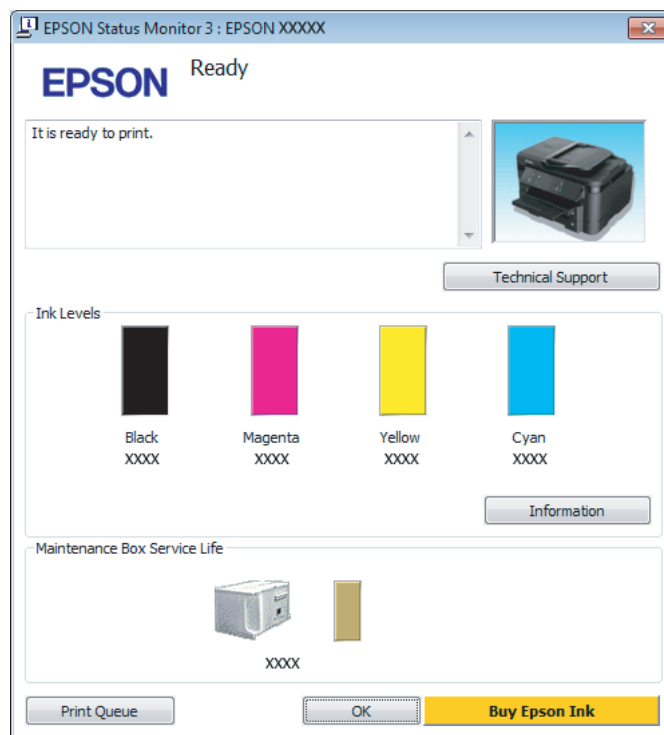 EPSON Status Monitor 3 : EPSON XXXXX
EPSON
Ready
It is ready to print.
Technical Support
Ink Levels
Black
Magenta
Yellow
Cyan
XXXX
XXXX
XXXX
XXXX
Information
Maintenance Box Service Life
XXXX
Print Queue
OK
Buy Epson Ink